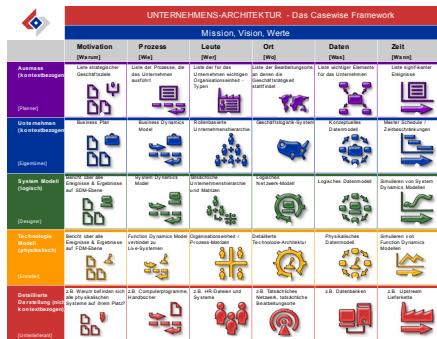 UNTERNEHMENS-ARCHITEKTUR - Das Casewise Framework
Mission, Vision, Werte
Motivation
[Warum]
Prozess
[Wie]
Leute
[Wer]
Ort
[Wo]
Daten
[Was]
Zeit
[Wann]
Ausmass
(kontextbezogen)
[Planner]
Liste strategischer
Geschäftsziele
Liste der Prozesse, die
das Unternehmen
ausführt
Liste der für das
Unternehmen wichtigen
Organisationseinheit -
Typen
Liste der Bearbeitungsorte
an denen die
Geschäftstätigkeit
stattfindet
Liste wichtiger Elemente
für das Unternehmen
Liste signifikanter
Ereignisse
Unternehmen
(kontextbezogen)
[Eigentümer]
Business Plan
Business Dynamics
Model
Rollenbasierte
Unternehmenshierarchie
Geschäftslogistik-System
Konzeptuelles
Datenmodell
Master Schedule /
Zeitbeschränkungen
System Modell
(logisch)
[Designer]
Bericht über alle
Ereignisse & Ergebnisse
auf SDM-Ebene
System Dynamics
Model
Tatsächliche
Unternehmenshierarchie
und Matrizen
Logisches
Netzwerk-Modell
Logisches Datenmodell
Simulieren von System
Dynamics Modellen
Technologie
Modell
(physikalisch)
[Ersteller]
Bericht über alle
Ereignisse & Ergebnisse
auf FDM-Ebene
Function Dynamics Model
verbindet zu
Live-Systemen
Organisationseinheit /
Prozess-Matrizen
Detaillierte
Technologie-Architektur
Physikalisches
Datenmodell
Simulieren von
Function Dynamics
Modellen
Detaillierte
Darstellung (nicht
kontextbezogen)
[Unterlieferant]
z.B. Warum befinden sich
alle physikalischen
Systeme auf ihrem Platz?
z.B. Computerprogramme,
Handbücher
z.B. HR-Dateien und
Systeme
z.B. Tatsächliches
Netzwerk, tatsächliche
Bearbeitungsorte
z.B. Datenbanken
z.B. Upstream
Lieferkette